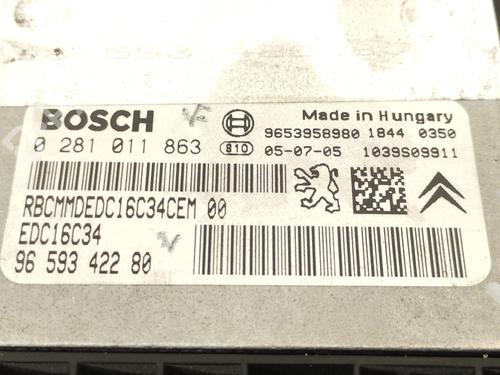 BOSCH
Made in Hungary
9653958980 1844 0350
0 281 011 863
810 05-07-05 1039S09911
RBCMMDEDC16C34CEM 00
EDC16C34
96 593 422 80